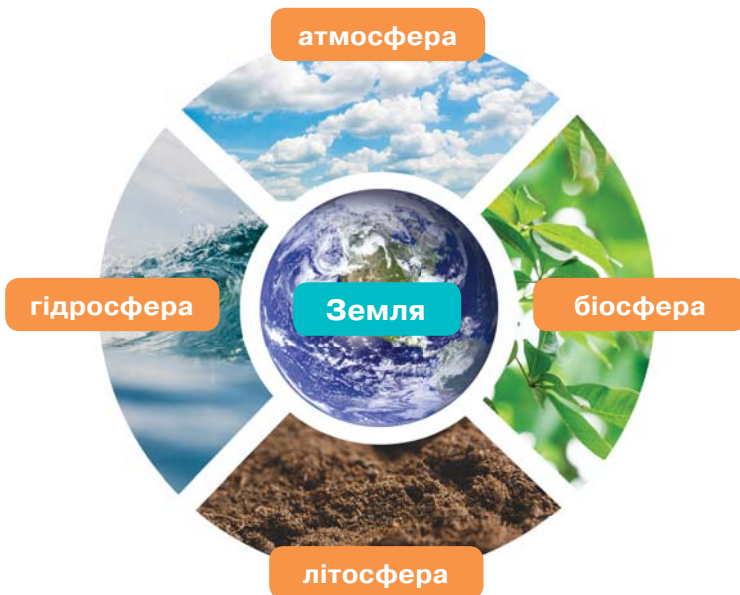 атмосфера
гідросфера
Земля
біосфера
літосфера